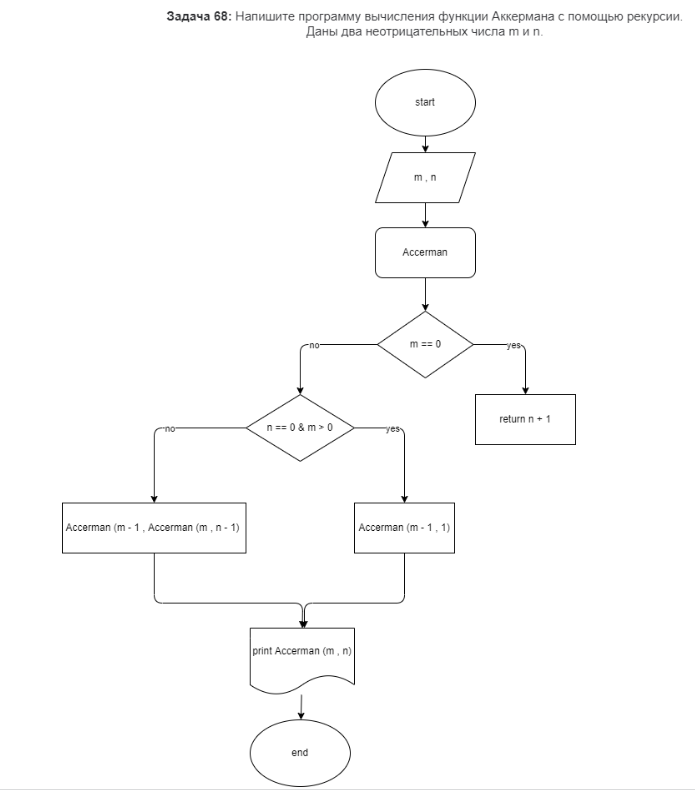 Задача 68: Напишите программу вычисления функции Аккермана с помощью рекурсии.
Даны два неотрицательных числа m и n.
start
m , n
Accerman
m == 0
no
yes
return n + 1
n == 0 & m > 0
no
yes
Accerman (m - 1 , Accerman (m , n - 1)
Accerman (m - 1 , 1)
print Accerman (m , n)
end